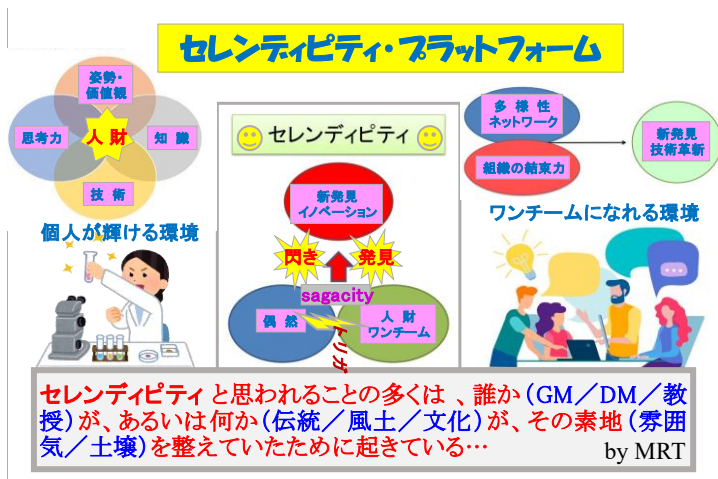 セレンディピティ・プラットフォーム
姿勢・
価値観
思考力
人財
知識
技術
個人が輝ける環境
セレンディピティ
新発見
イノベーション
閃き
発見
sagacity
偶然
人財
ワンチーム
トリガ
多様性
ネットワーク
組織の結束力
新発見
技術革新
ワンチームになれる環境
セレンディピティと思われることの多くは、誰か(GM/DM/教
授)が、あるいは何か(伝統/風土/文化)が、その素地(雰囲
気/土壌)を整えていたために起きている…
by MRT